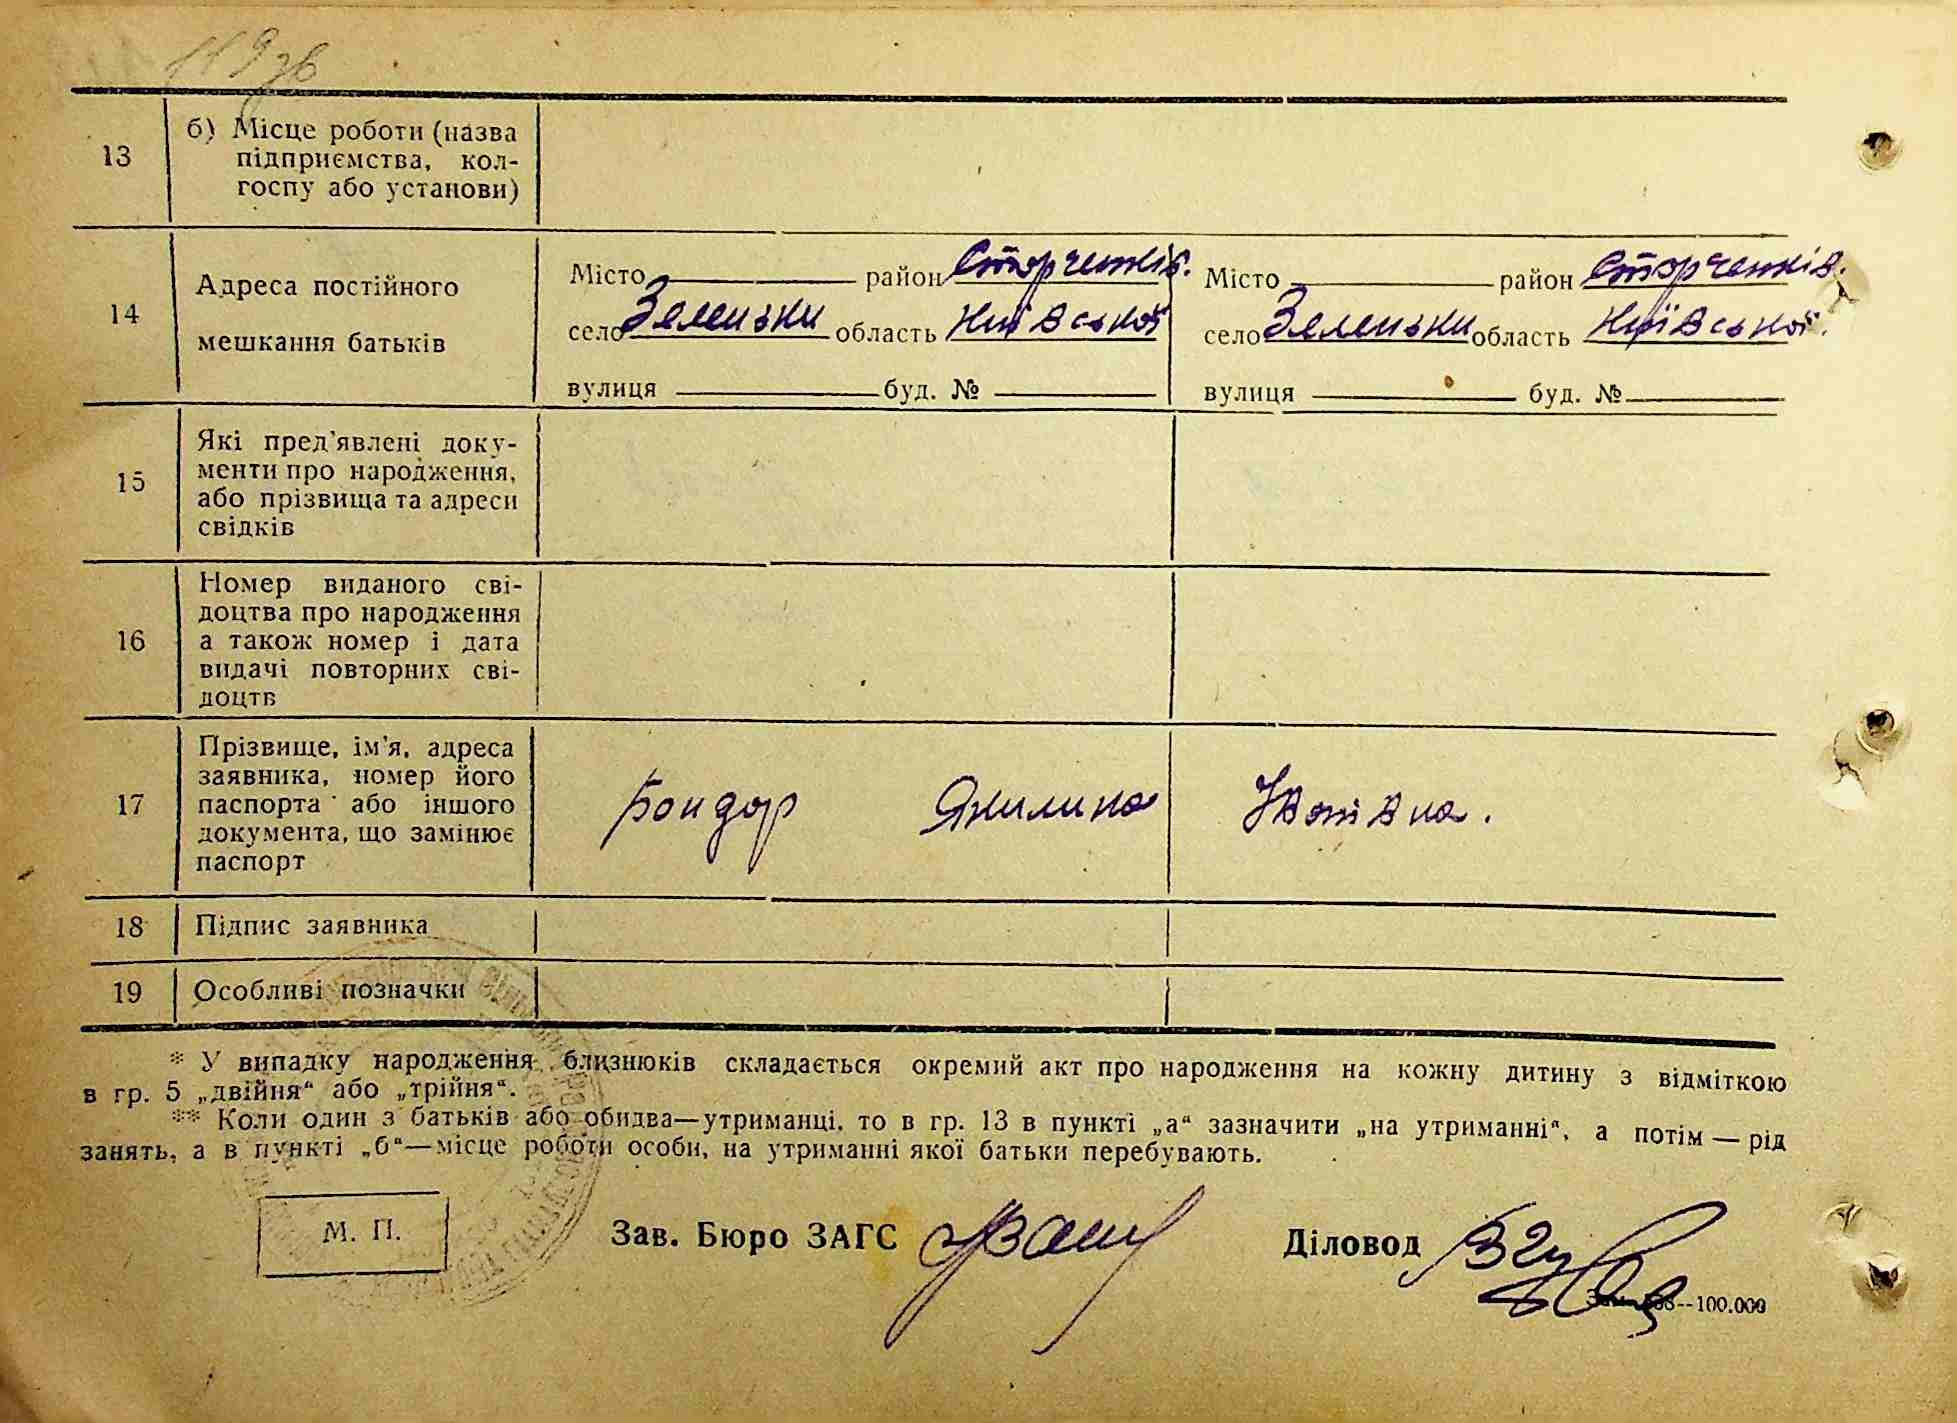 119зв
13
б) Місце роботи (назва
підприємства, кол-
госпу або установи)
14
Адреса постійного
мешкання батьків
Місто район
село Зеленьки область Київської
вулиця буд. №
Місто район
село Зеленьки область Київської.
вулиця буд. №
15
Які пред'явлені доку-
менти про народження,
або прізвища та адреси
свідків
16
Номер виданого сві-
доцтва про народження
а також номер і дата
видачі повторних сві-
доцтв
17
Прізвище, ім'я, адреса
заявника, номер його
паспорта або іншого
документа, що замінює
паспорт
Бондар Якилина Іванівна.
18
Підпис заявника
19
Особливі позначки
* У випадку народження близнюків складається окремий акт про народження на кожну дитину з відміткою
в гр. 5 „двійня“ або „трійня“.
** Коли один з батьків або обидва—утриманці, то в гр. 13 в пункті „а“ зазначити „на утриманні“, а потім — рід
занять, а в пункті „б“—місце роботи особи, на утриманні якої батьки перебувають.
М. П.
Зав. Бюро ЗАГС
Діловод
100.000